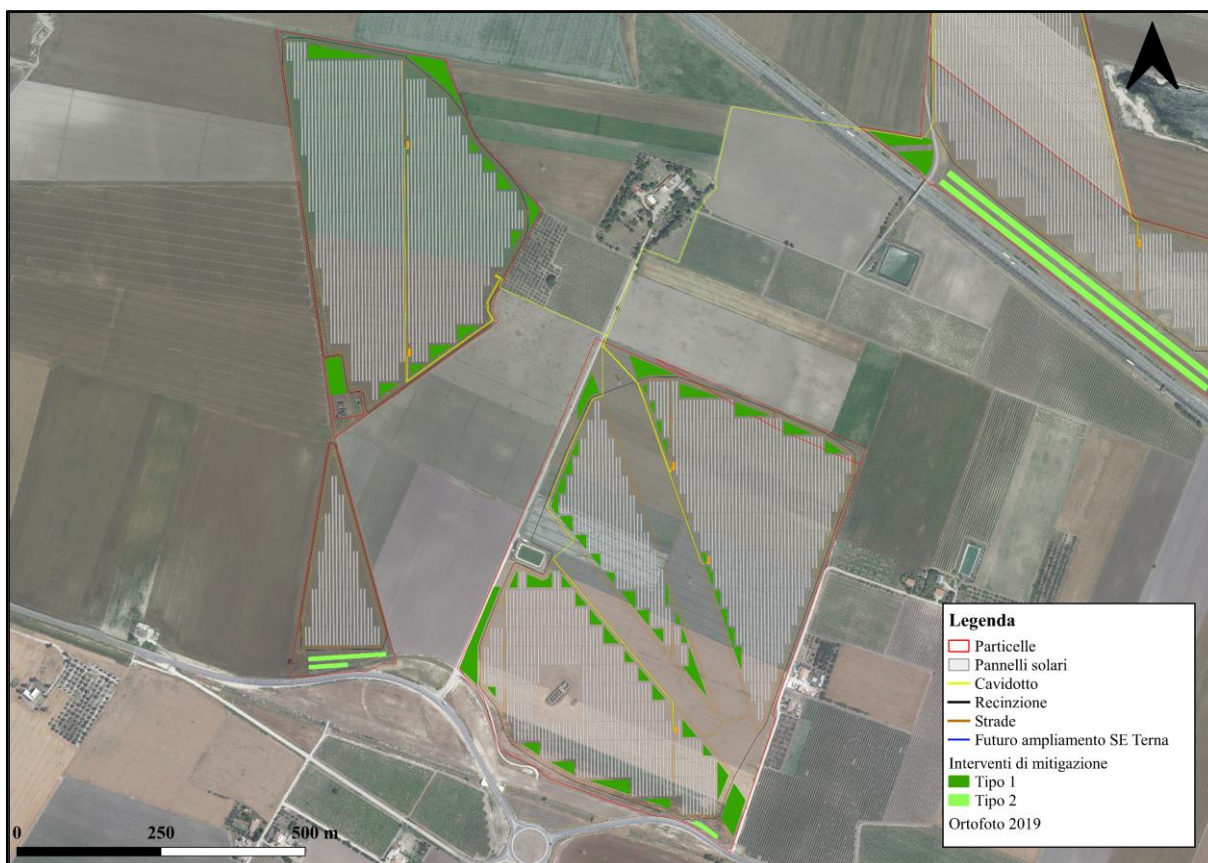 Legenda
Particelle
Pannelli solari
Cavidotto
Recinzione
Strade
Futuro ampliamento SE Terna
Interventi di mitigazione
Tipo 1
Tipo 2
Ortofoto 2019
0 250 500 m